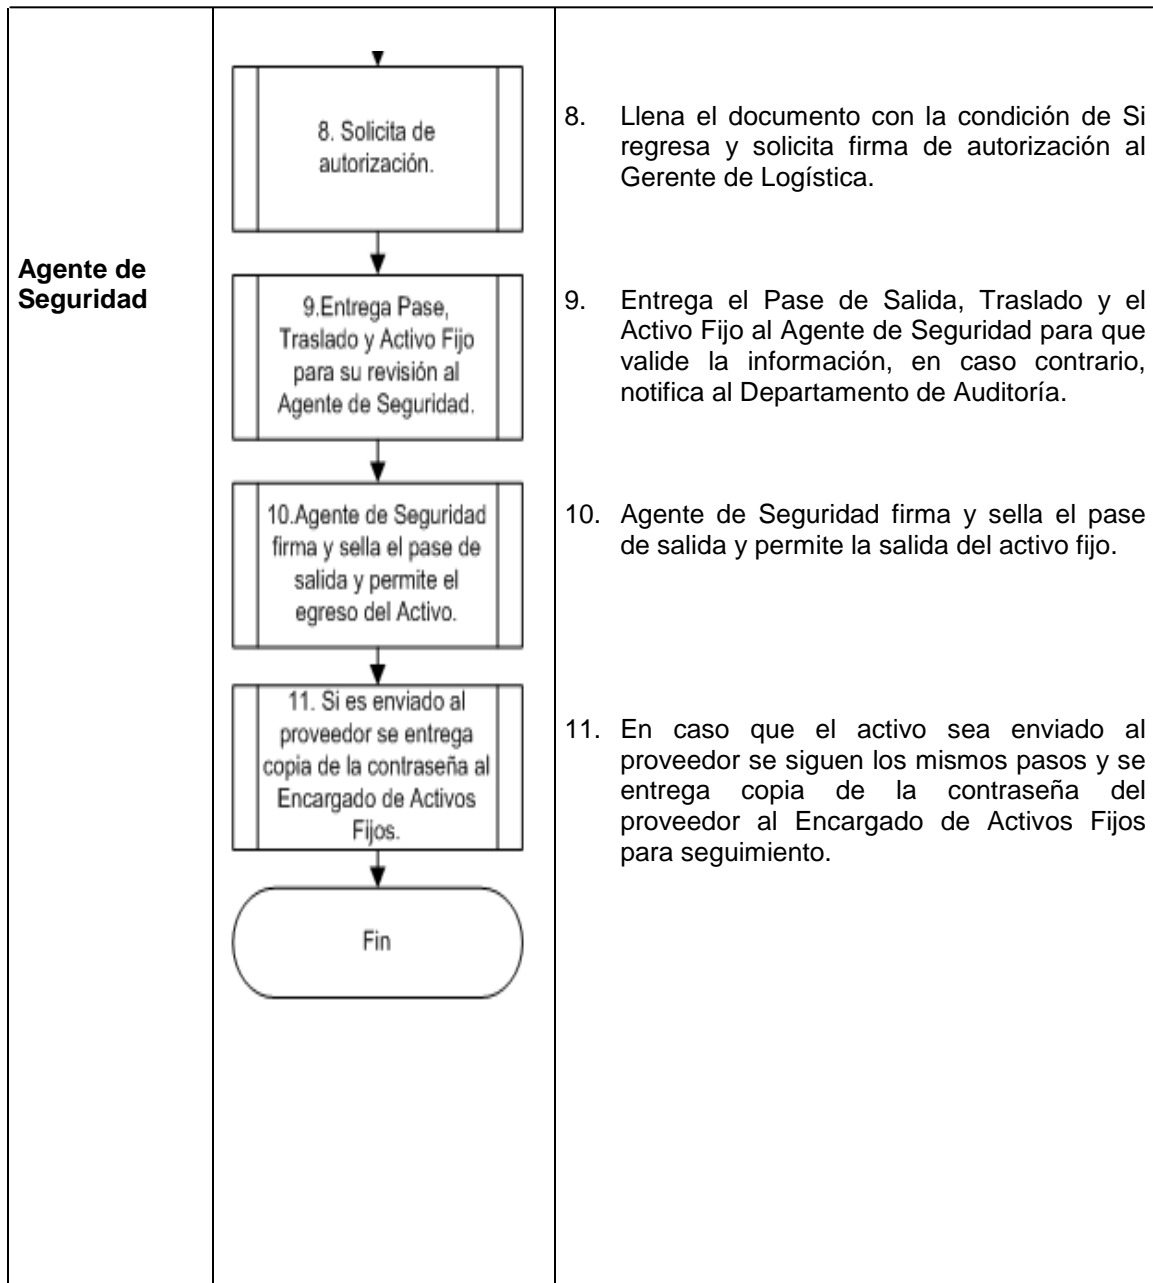 8. Solicita de
autorización.
8. Llena el documento con la condición de Si
regresa y solicita firma de autorización al
Gerente de Logística.
Agente de
Seguridad
9.Entrega Pase,
Traslado y Activo Fijo
para su revisión al
Agente de Seguridad.
9. Entrega el Pase de Salida, Traslado y el
Activo Fijo al Agente de Seguridad para que
valide la información, en caso contrario,
notifica al Departamento de Auditoría.
10.Agente de Seguridad
firma y sella el pase de
salida y permite el
egreso del Activo.
10. Agente de Seguridad firma y sella el pase
de salida y permite la salida del activo fijo.
11. Si es enviado al
proveedor se entrega
copia de la contraseña al
Encargado de Activos
Fijos.
11. En caso que el activo sea enviado al
proveedor se siguen los mismos pasos y se
entrega copia de la contraseña del
proveedor al Encargado de Activos Fijos
para seguimiento.
Fin